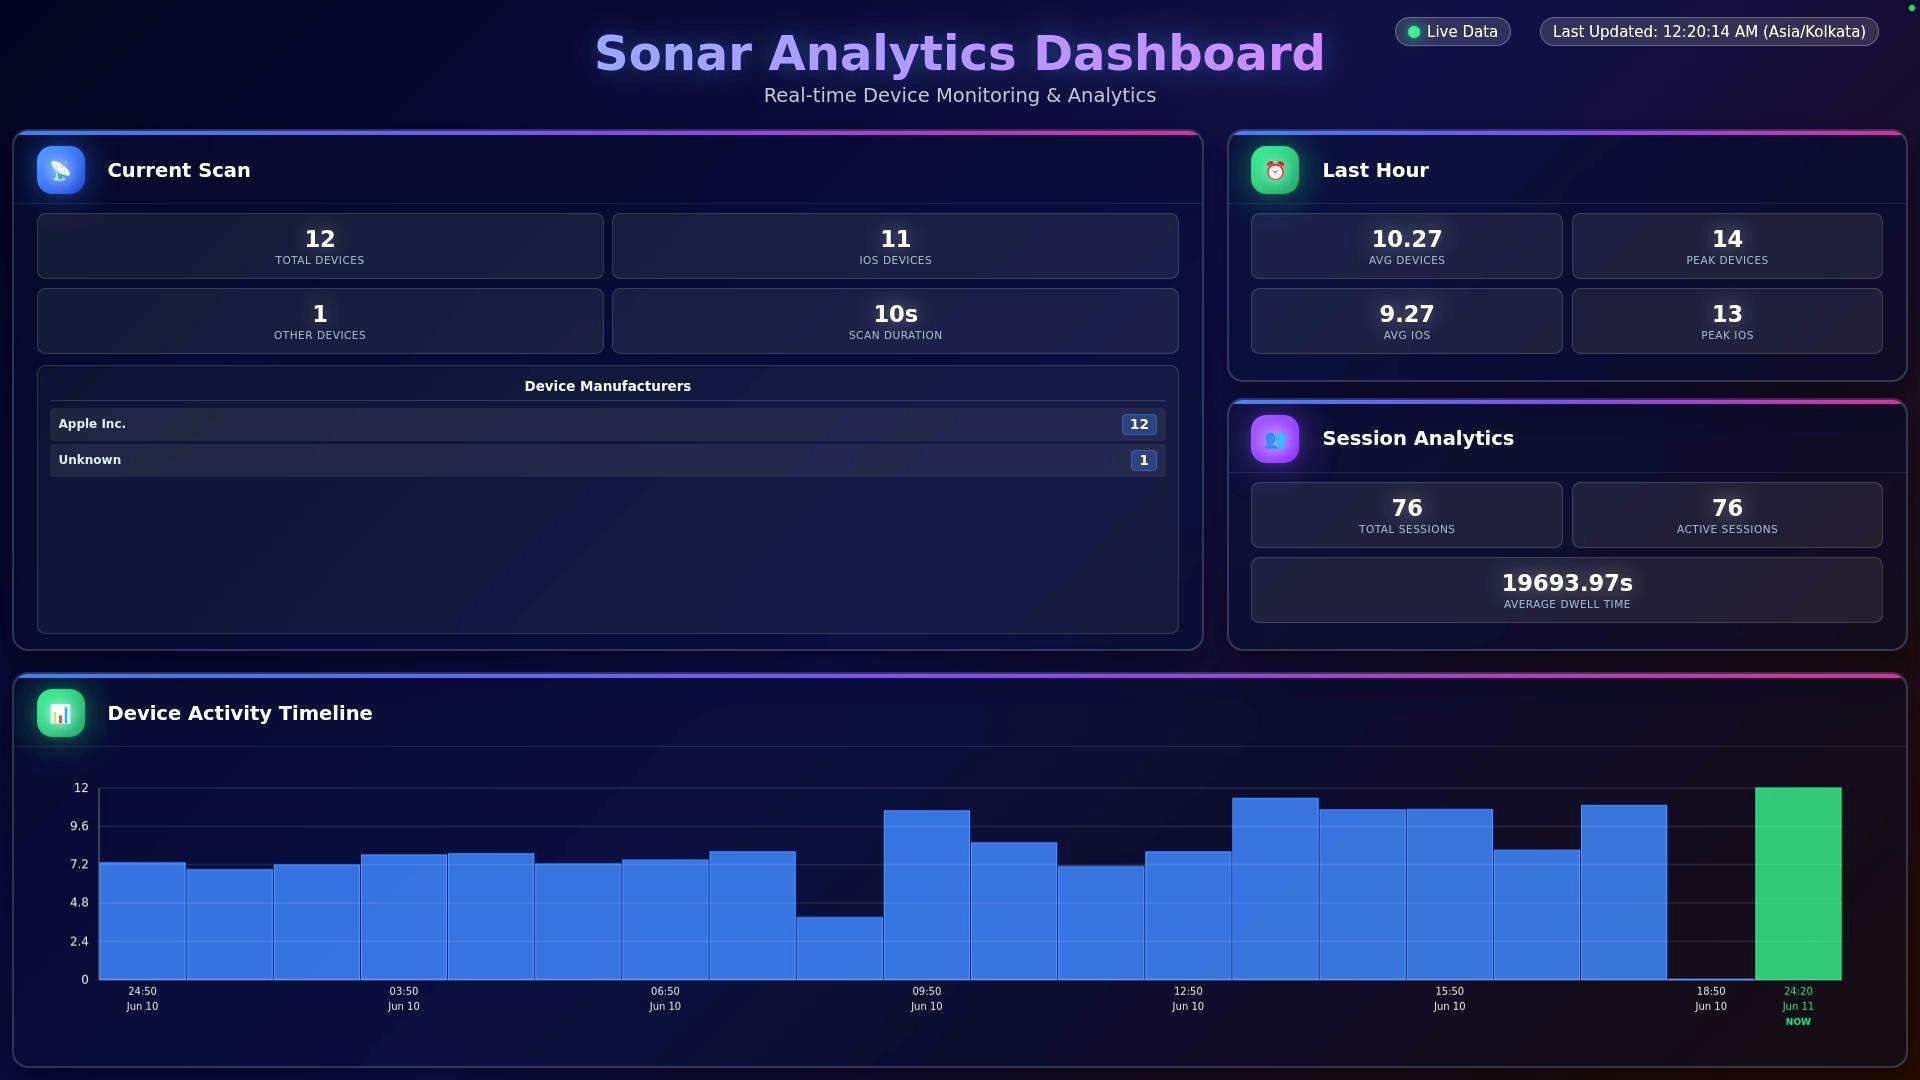 Sonar Analytics Dashboard
Real-time Device Monitoring & Analytics
Live Data
Last Updated: 12:20:14 AM (Asia/Kolkata)
Current Scan
12
TOTAL DEVICES
11
IOS DEVICES
1
OTHER DEVICES
10s
SCAN DURATION
Device Manufacturers
Apple Inc. 12
Unknown 1
Last Hour
10.27
AVG DEVICES
14
PEAK DEVICES
9.27
AVG IOS
13
PEAK IOS
Session Analytics
76
TOTAL SESSIONS
76
ACTIVE SESSIONS
19693.97s
AVERAGE DWELL TIME
Device Activity Timeline
12
9.6
7.2
4.8
2.4
0
24:50 03:50 06:50 09:50 12:50 15:50 18:50 24:20
Jun 10 Jun 10 Jun 10 Jun 10 Jun 10 Jun 10 Jun 10 Jun 11
NOW